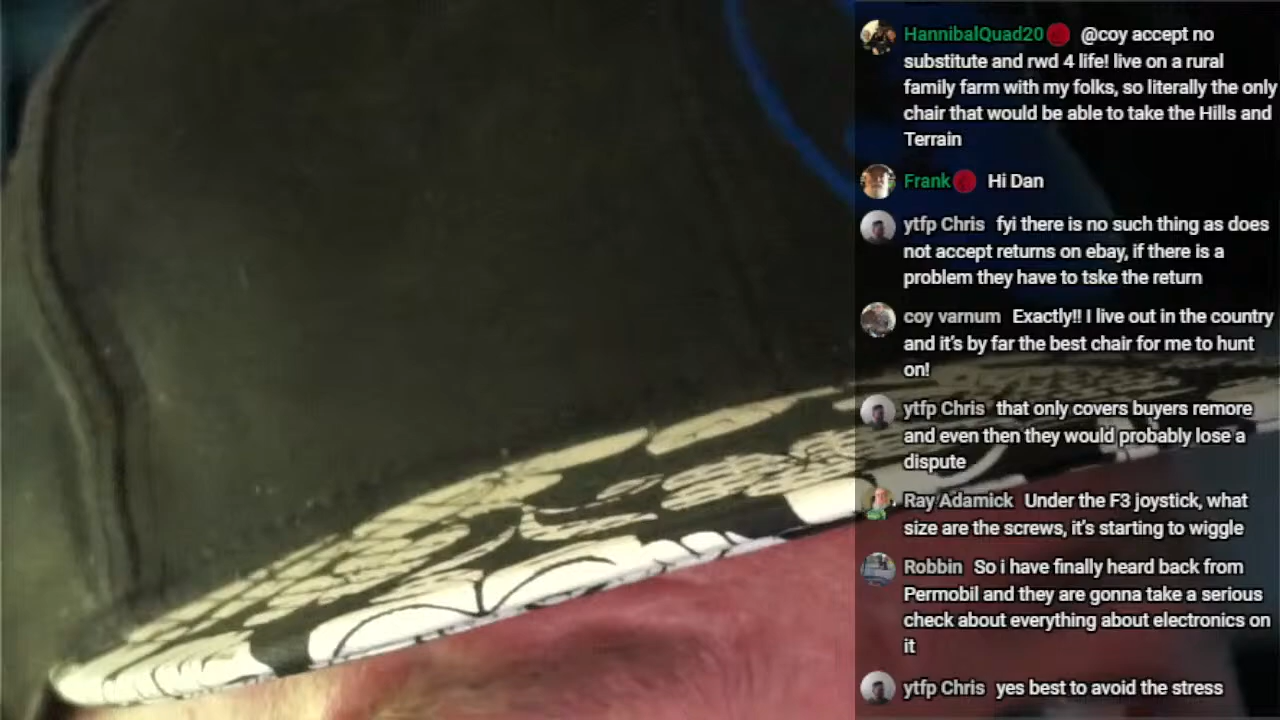 HannibalQuad20 @coy accept no
substitute and rwd 4 life! live on a rural
family farm with my folks, so literally the only
chair that would be able to take the Hills and
Terrain
Frank Hi Dan
ytfp Chris fyi there is no such thing as does
not accept returns on ebay, if there is a
problem they have to tske the return
coy varnum Exactly!! I live out in the country
and it's by far the best chair for me to hunt
on!
ytfp Chris that only covers buyers remore
and even then they would probably lose a
dispute
Ray Adamick Under the F3 joystick, what
size are the screws, it's starting to wiggle
Robbin So i have finally heard back from
Permobil and they are gonna take a serious
check about everything about electronics on
it
ytfp Chris yes best to avoid the stress